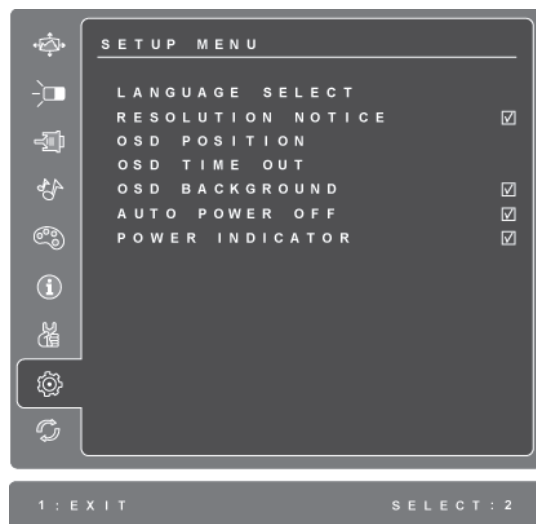 SETUP MENU
LANGUAGE SELECT
RESOLUTION NOTICE
OSD POSITION
OSD TIME OUT
OSD BACKGROUND
AUTO POWER OFF
POWER INDICATOR
1:EXIT SELECT:2